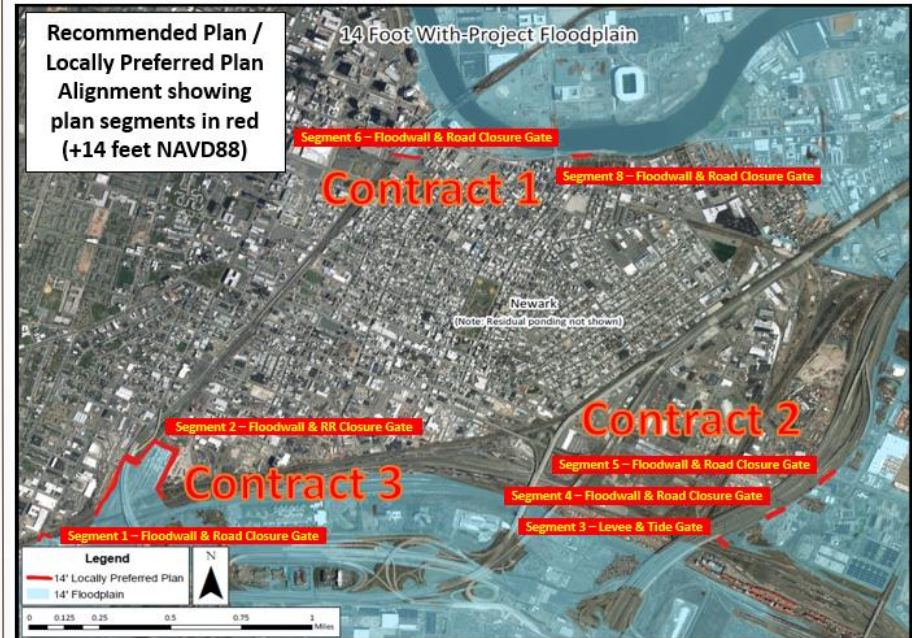 Recommended Plan /
Locally Preferred Plan
Alignment showing
plan segments in red
(+14 feet NAVD88)
14 Foot With-Project Floodplain
Segment 6 – Floodwall & Road Closure Gate
Contract 1
Segment 8 – Floodwall & Road Closure Gate
Newark
(Note: Residual ponding not shown)
Contract 2
Segment 2 – Floodwall & RR Closure Gate
Segment 5 – Floodwall & Road Closure Gate
Contract 3
Segment 4 – Floodwall & Road Closure Gate
Segment 3 – Levee & Tide Gate
Segment 1 – Floodwall & Road Closure Gate
Legend
14' Locally Preferred Plan
14' Floodplain
N
0 0.125 0.25 0.5 0.75 1
Miles